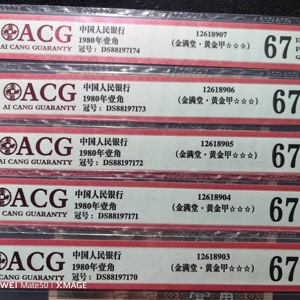 ACG
AI CANG GUARANTY
中国人民银行
1980年壹角
冠号：DS88197174
12618907
（金满堂·黄金甲☆☆☆）
67
ACG
AI CANG GUARANTY
中国人民银行
1980年壹角
冠号：DS88197173
12618906
（金满堂·黄金甲☆☆☆）
67
ACG
AI CANG GUARANTY
中国人民银行
1980年壹角
冠号：DS88197172
12618905
（金满堂·黄金甲☆☆☆）
67
ACG
AI CANG GUARANTY
中国人民银行
1980年壹角
冠号：DS88197171
12618904
（金满堂·黄金甲☆☆☆）
67
ACG
CANG GUARANTY
中国人民银行
1980年壹角
冠号：DS88197170
12618903
（金满堂·黄金甲☆☆☆）
67
WEI Mate50 | XMAGE